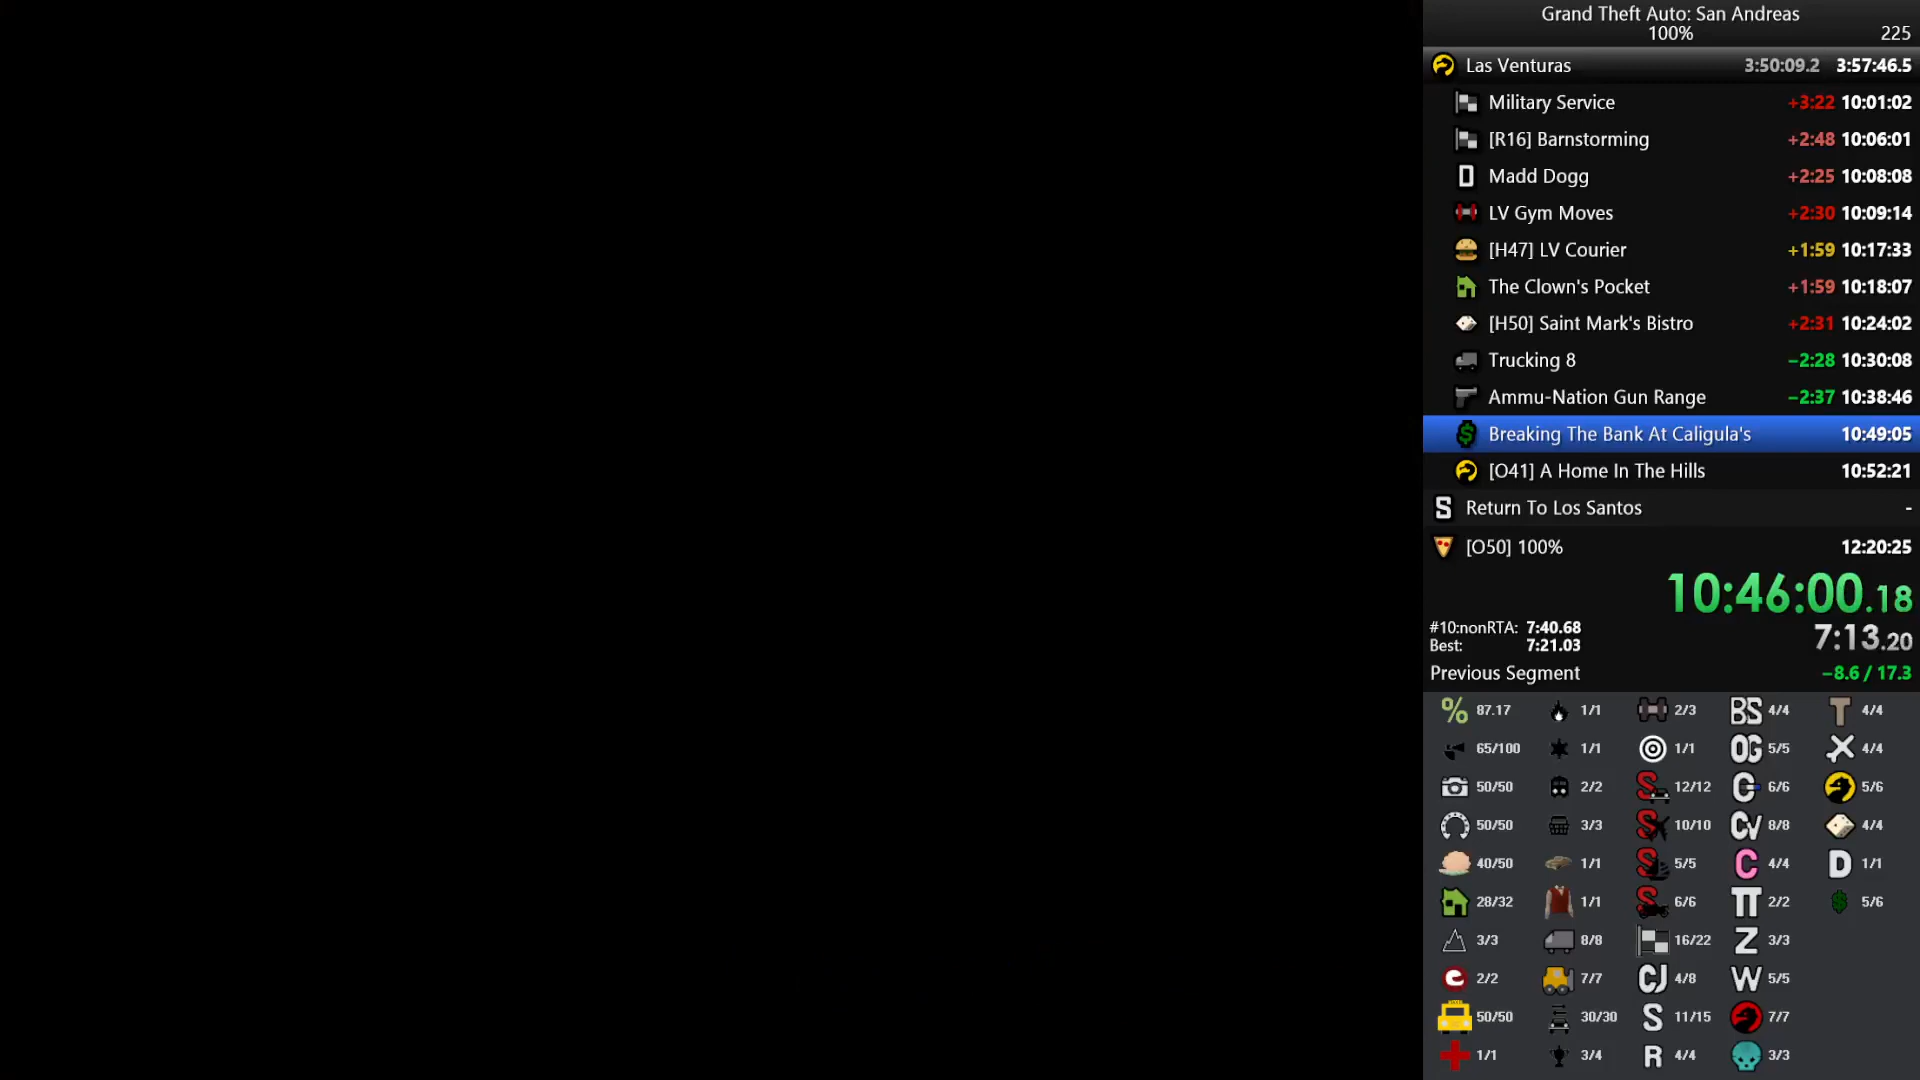 Grand Theft Auto: San Andreas
100% 225
Las Venturas 3:50:09.2 3:57:46.5
Military Service +3:22 10:01:02
[R16] Barnstorming +2:48 10:06:01
Madd Dogg +2:25 10:08:08
LV Gym Moves +2:30 10:09:14
[H47] LV Courier +1:59 10:17:33
The Clown's Pocket +1:59 10:18:07
[H50] Saint Mark's Bistro +2:31 10:24:02
Trucking 8 −2:28 10:30:08
Ammu-Nation Gun Range −2:37 10:38:46
Breaking The Bank At Caligula's 10:49:05
[O41] A Home In The Hills 10:52:21
S Return To Los Santos -
[O50] 100% 12:20:25
10:46:00.18
#10:nonRTA: 7:40.68
Best: 7:21.03
7:13.20
Previous Segment −8.6 / 17.3
% 87.17 1/1 2/3 BS 4/4 T 4/4
65/100 1/1 1/1 OG 5/5 4/4
50/50 2/2 S 12/12 C 6/6 5/6
50/50 3/3 S 10/10 CV 8/8 4/4
40/50 1/1 S 5/5 C 4/4 D 1/1
28/32 1/1 S 6/6 TT 2/2 $ 5/6
3/3 8/8 16/22 Z 3/3
C 2/2 7/7 CJ 4/8 W 5/5
50/50 30/30 S 11/15 7/7
1/1 3/4 R 4/4 3/3